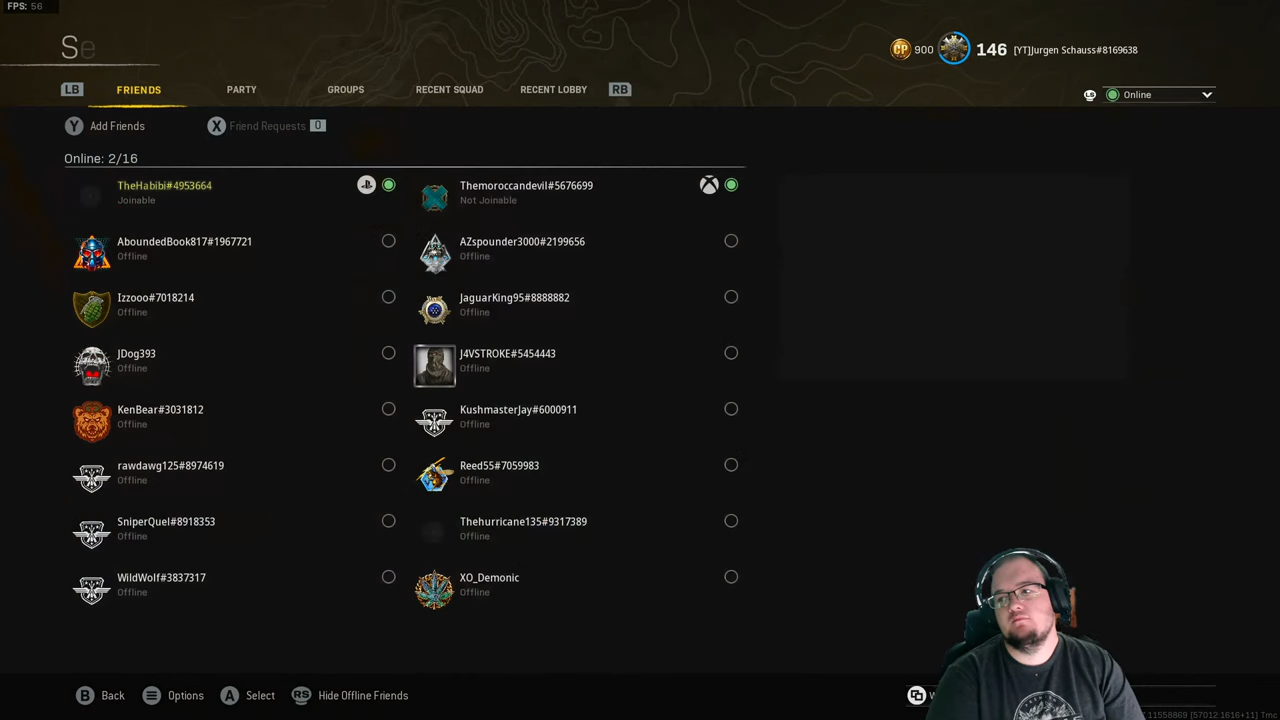 FPS: 56
Se
CP 900 146 [YT]Jurgen Schauss#8169638
LB FRIENDS PARTY GROUPS RECENT SQUAD RECENT LOBBY RB
Online
Y Add Friends X Friend Requests 0
Online: 2/16
TheHabibi#4953664
Joinable
Themoroccandevil#5676699
Not Joinable
AboundedBook817#1967721
Offline
AZspounder3000#2199656
Offline
Izzooo#7018214
Offline
JaguarKing95#8888882
Offline
JDog393
Offline
J4VSTROKE#5454443
Offline
KenBear#3031812
Offline
KushmasterJay#6000911
Offline
rawdawg125#8974619
Offline
Reed55#7059983
Offline
SniperQuel#8918353
Offline
Thehurricane135#9317389
Offline
WildWolf#3837317
Offline
XO_Demonic
Offline
B Back Options A Select RS Hide Offline Friends